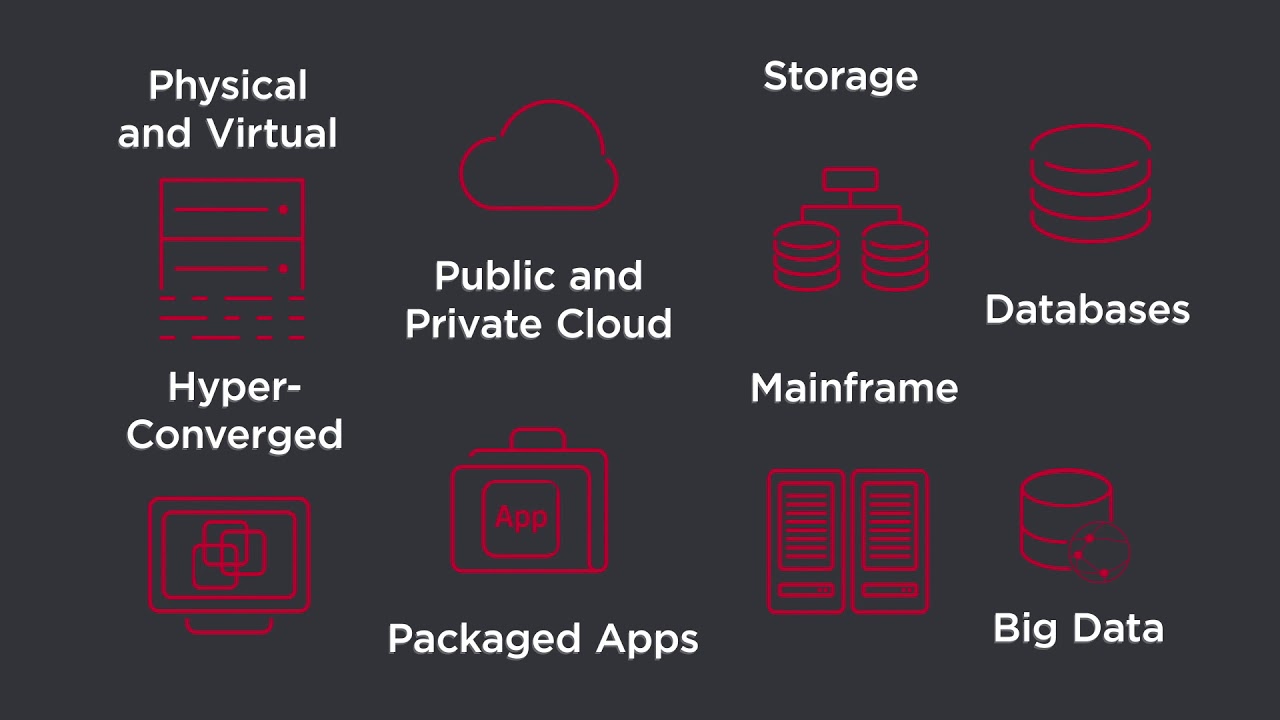 Physical
and Virtual
Public and
Private Cloud
Storage
Databases
Hyper-
Converged
App
Packaged Apps
Mainframe
Big Data